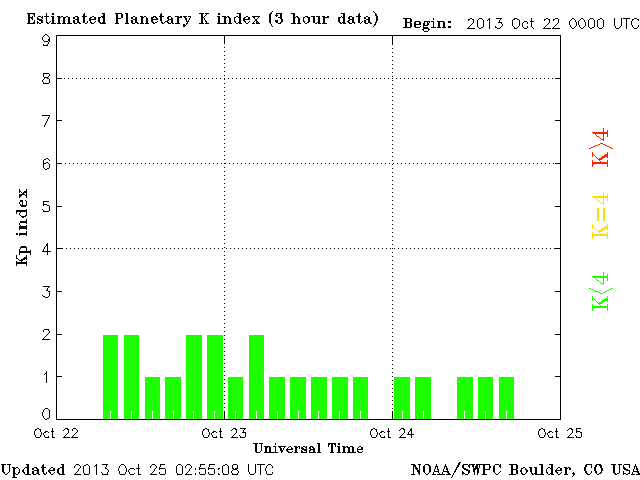 Estimated Planetary K index (3 hour data)
Begin: 2013 Oct 22 0000 UTC
9
8
7
6
5
4
3
2
1
0
Kp index
K>4
K=4
K<4
Oct 22
Oct 23
Oct 24
Oct 25
Universal Time
Updated 2013 Oct 25 02:55:08 UTC
NOAA/SWPC Boulder, CO USA